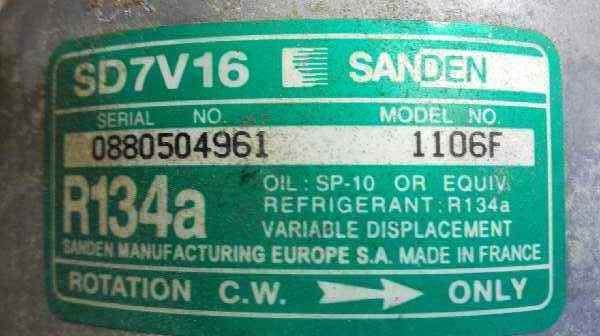 SD7V16 SANDEN
SERIAL NO. MODEL NO.
0880504961 1106F
R134a
OIL : SP-10 OR EQUIV.
REFRIGERANT : R134a
VARIABLE DISPLACEMENT
SANDEN MANUFACTURING EUROPE S.A. MADE IN FRANCE
ROTATION C.W. ONLY